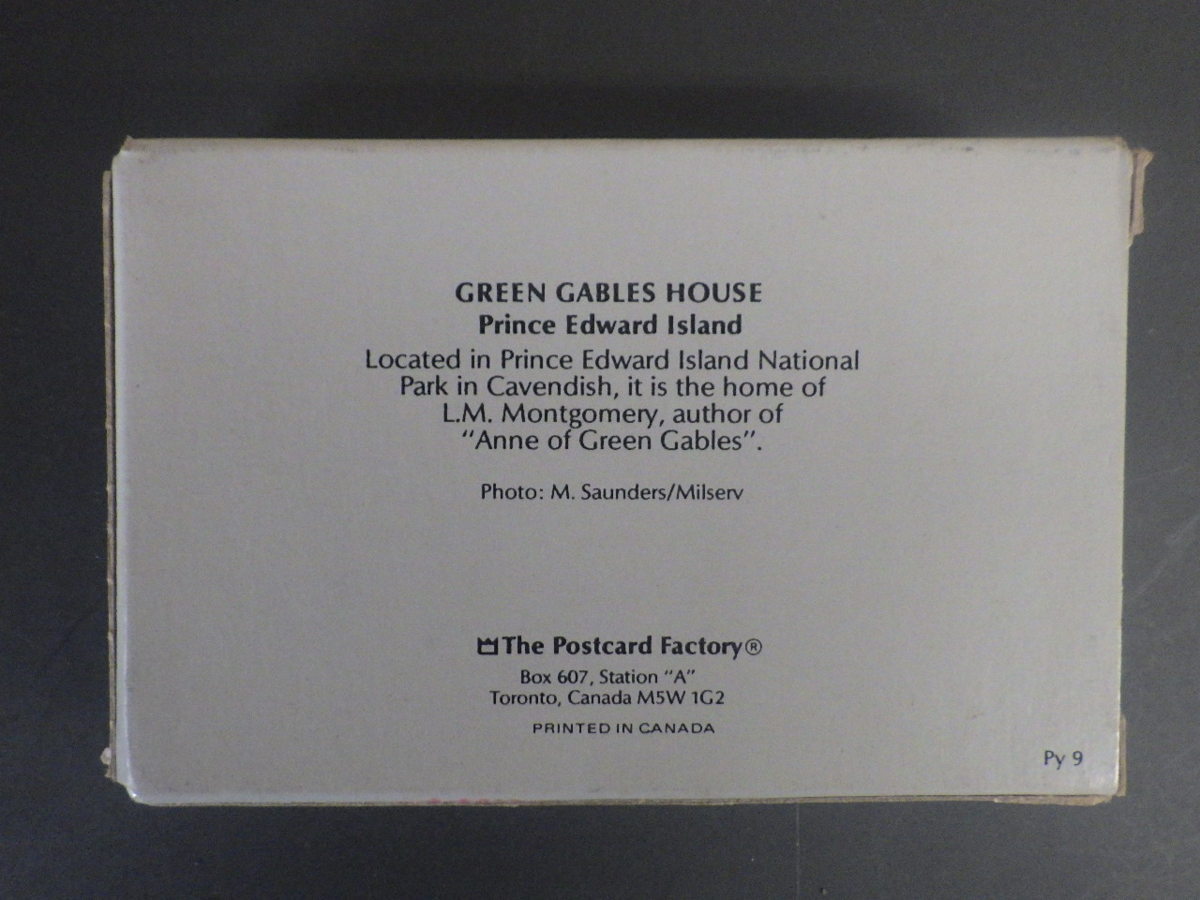 GREEN GABLES HOUSE
Prince Edward Island
Located in Prince Edward Island National
Park in Cavendish, it is the home of
L.M. Montgomery, author of
"Anne of Green Gables".
Photo: M. Saunders/Milserv
The Postcard Factory®
Box 607, Station "A"
Toronto, Canada M5W 1G2
PRINTED IN CANADA
Py 9